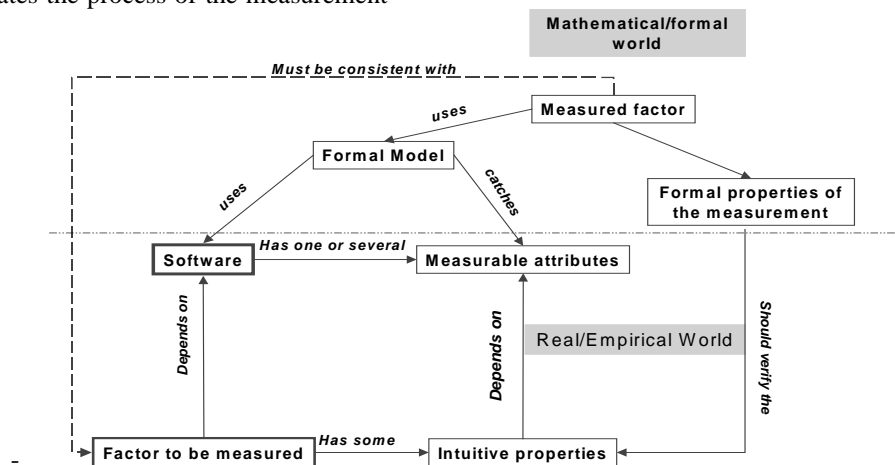 ates the process of the measurement
Mathematical/formal
world
Must be consistent with
Measured factor
uses
Formal Model
uses
catches
Formal properties of
the measurement
Software
Has one or several
Measurable attributes
Depends on
Depends on
Real/Empirical World
Should verify the
Factor to be measured
Has some
Intuitive properties